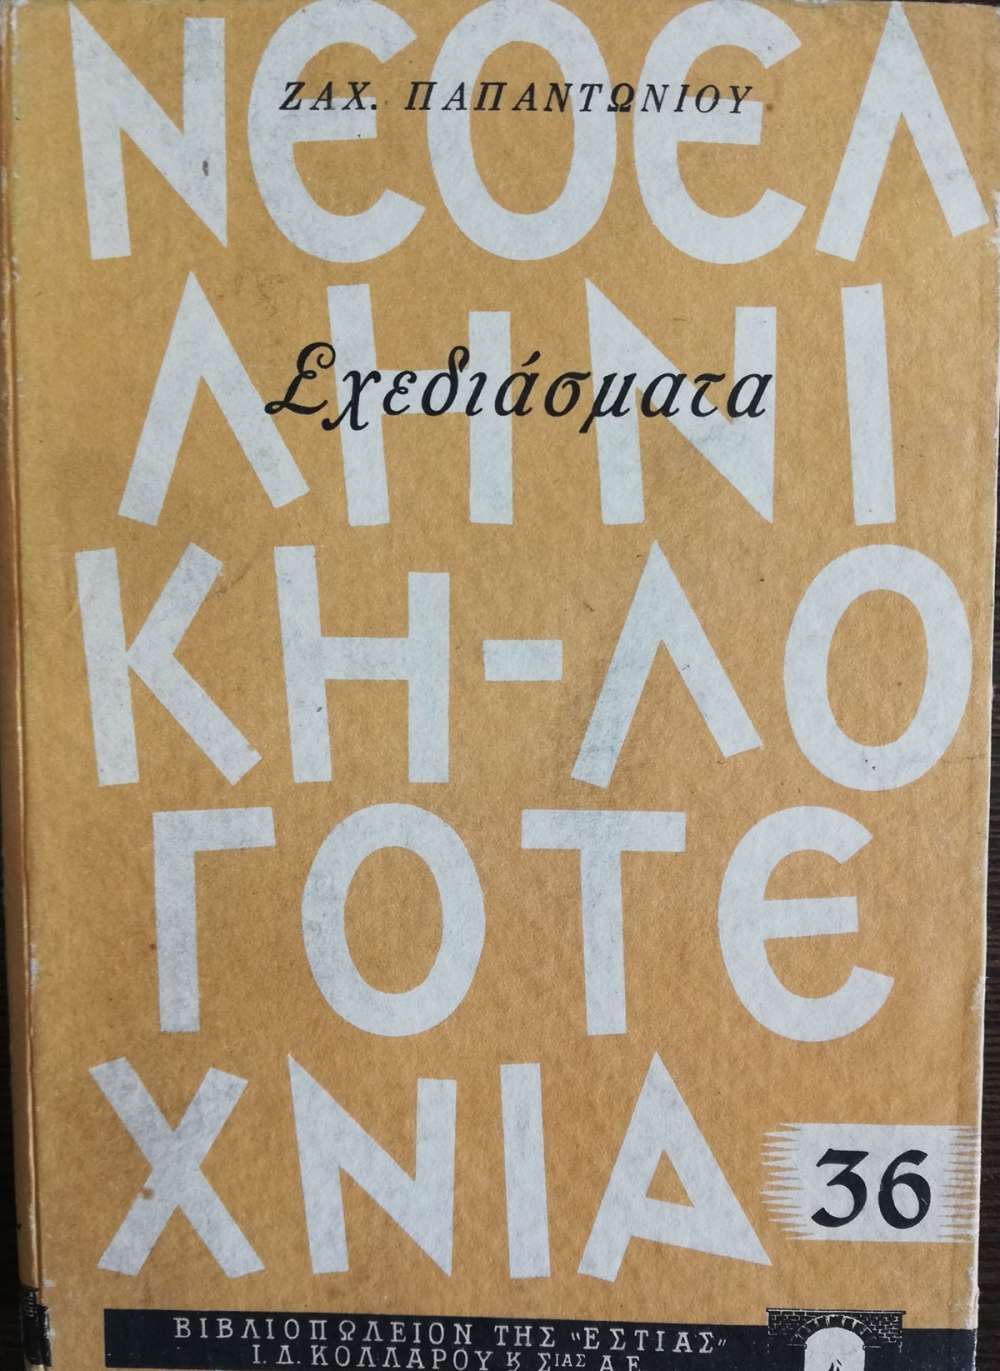 ΖΑΧ. ΠΑΠΑΝΤΩΝΙΟΥ
Σχεδιάσματα
ΝΕΟΕΛ
ΛΗΝΙ
ΚΗ-ΛΟ
ΓΟΤΕ
ΧΝΙΑ
36
ΒΙΒΛΙΟΠΩΛΕΙΟΝ ΤΗΣ "ΕΣΤΙΑΣ"
Ι.Δ.ΚΟΛΛΑΡΟΥ Κ ΣΙΑΣ Α.Ε.